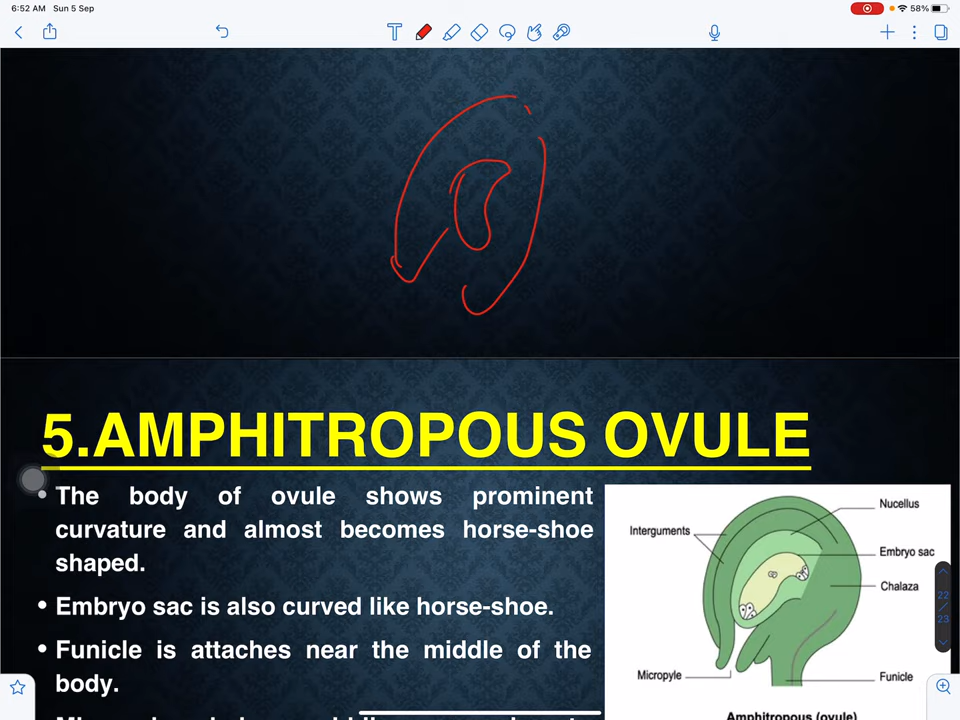 6:52 AM Sun 5 Sep
58%
T
5.AMPHITROPOUS OVULE
• The body of ovule shows prominent
curvature and almost becomes horse-shoe
shaped.
• Embryo sac is also curved like horse-shoe.
• Funicle is attaches near the middle of the
body.
Nucellus
Interguments
Embryo sac
Chalaza
22
/
23
Micropyle
Funicle
Amphitropous (ovule)